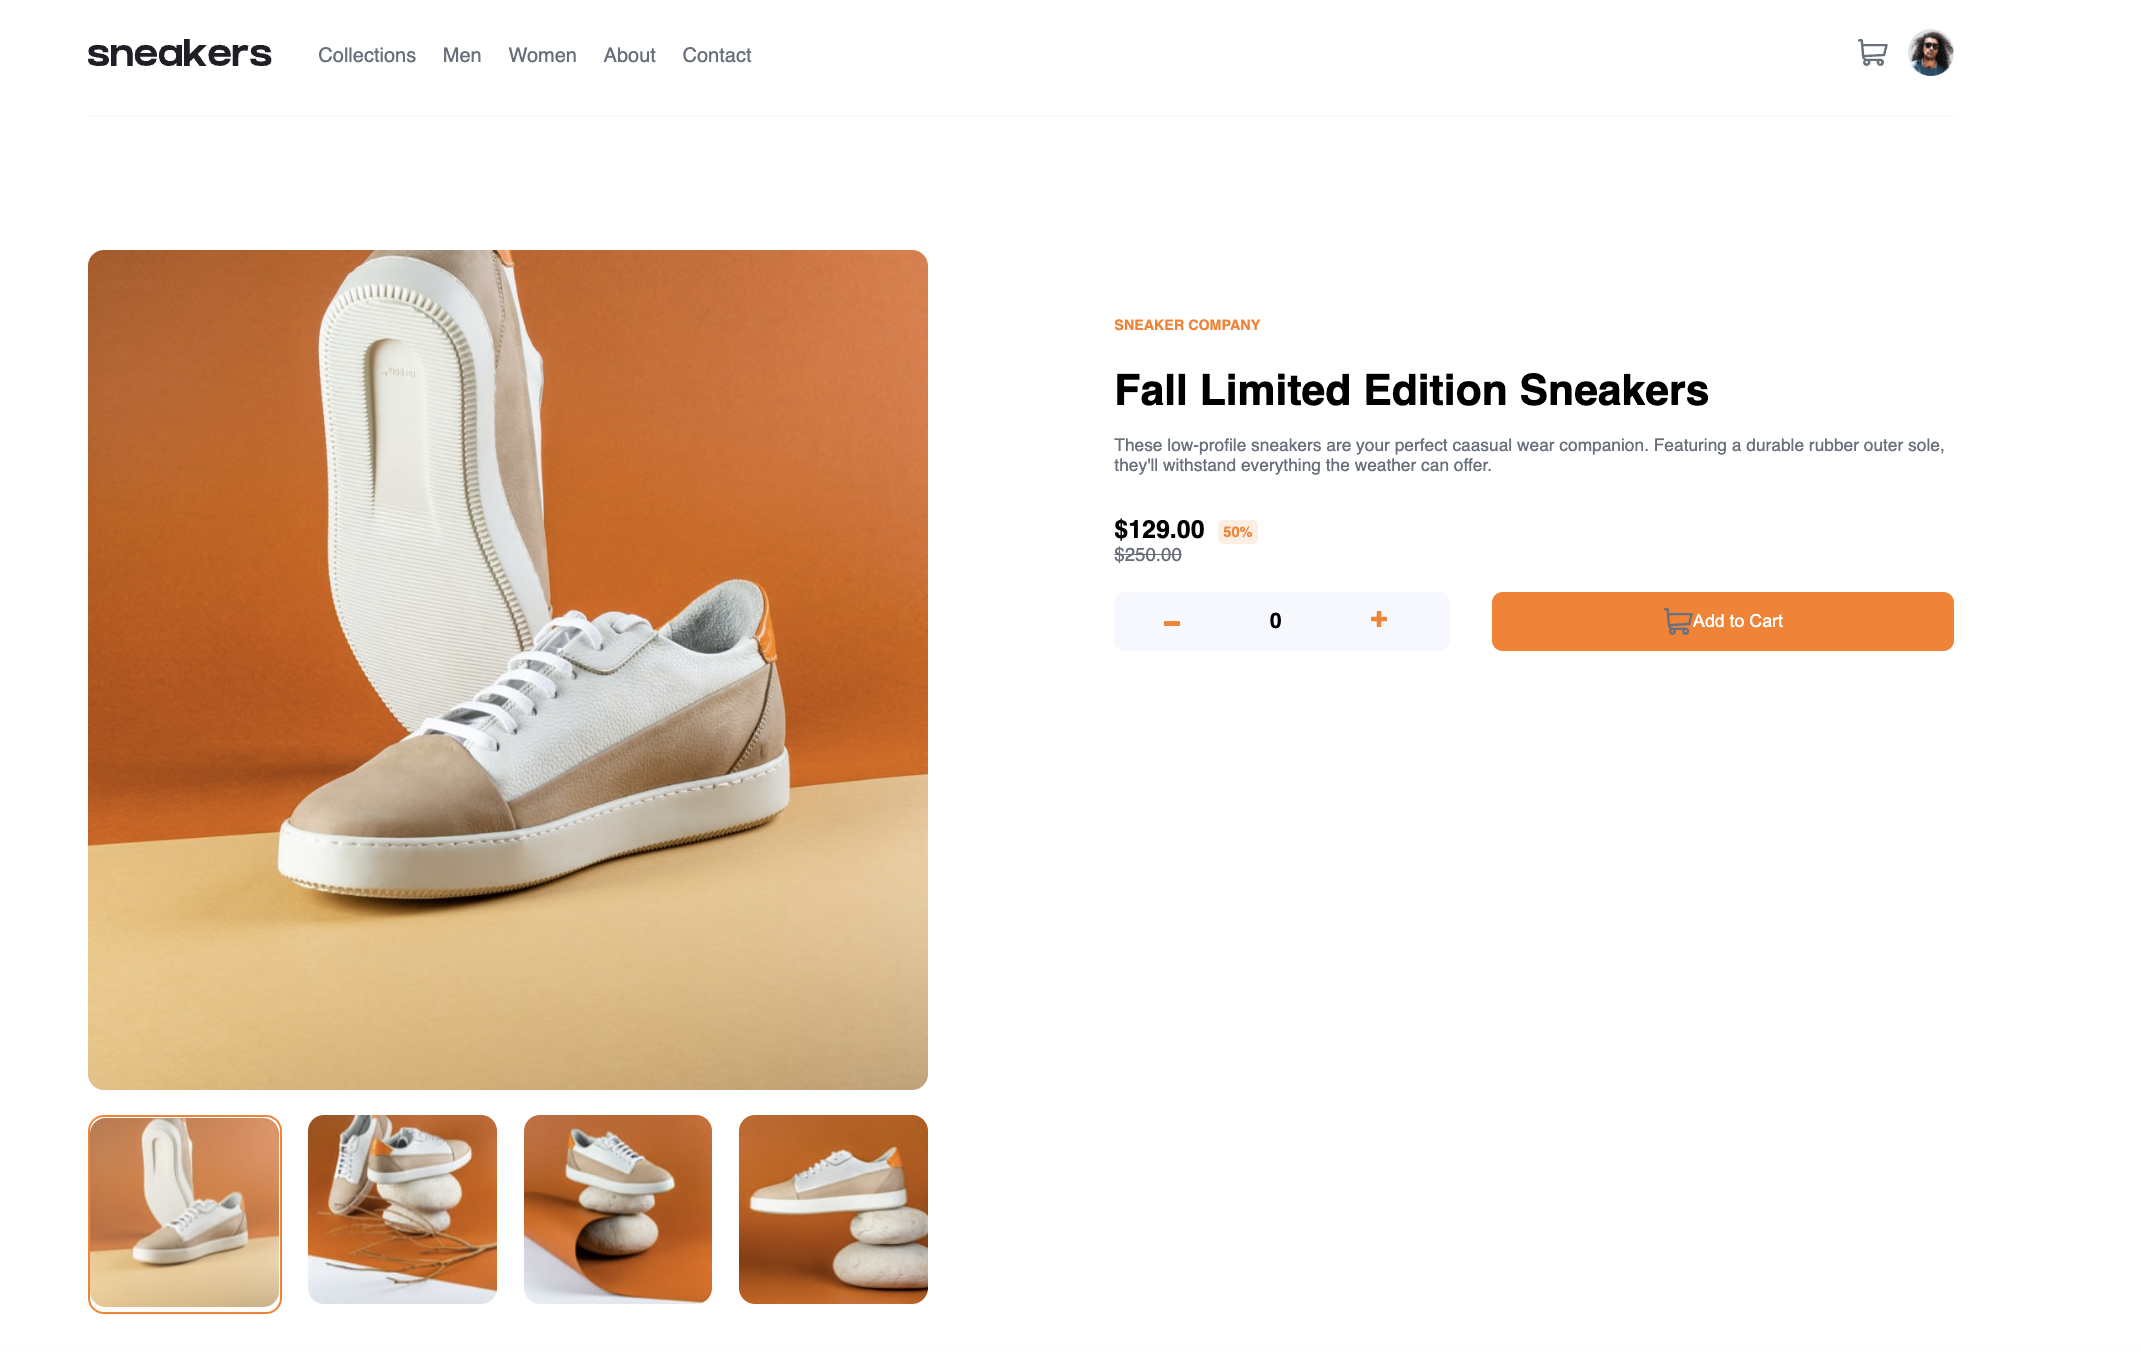 sneakers
Collections Men Women About Contact
SNEAKER COMPANY
Fall Limited Edition Sneakers
These low-profile sneakers are your perfect caasual wear companion. Featuring a durable rubber outer sole,
they'll withstand everything the weather can offer.
$129.00 50%
$250.00
0
Add to Cart